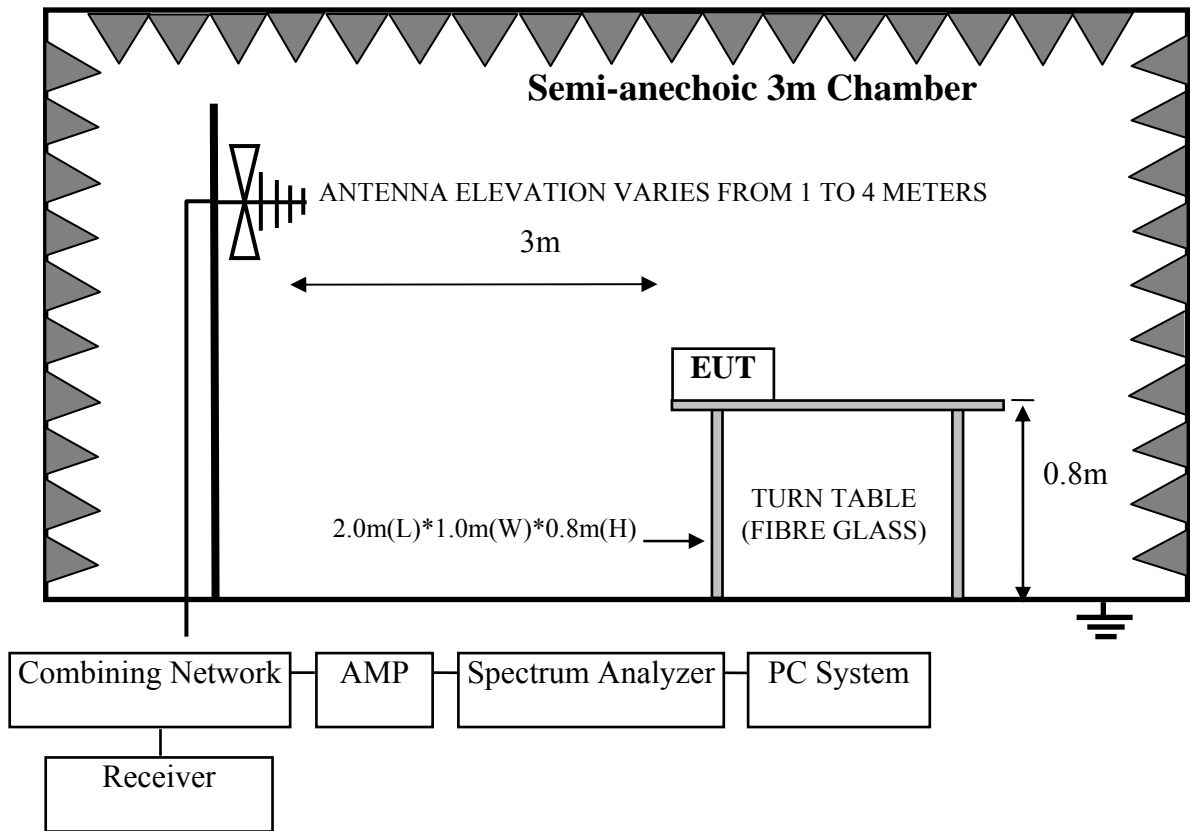 Semi-anechoic 3m Chamber
ANTENNA ELEVATION VARIES FROM 1 TO 4 METERS
3m
EUT
0.8m
TURN TABLE
(FIBRE GLASS)
2.0m(L)*1.0m(W)*0.8m(H)
Combining Network
AMP
Spectrum Analyzer
PC System
Receiver